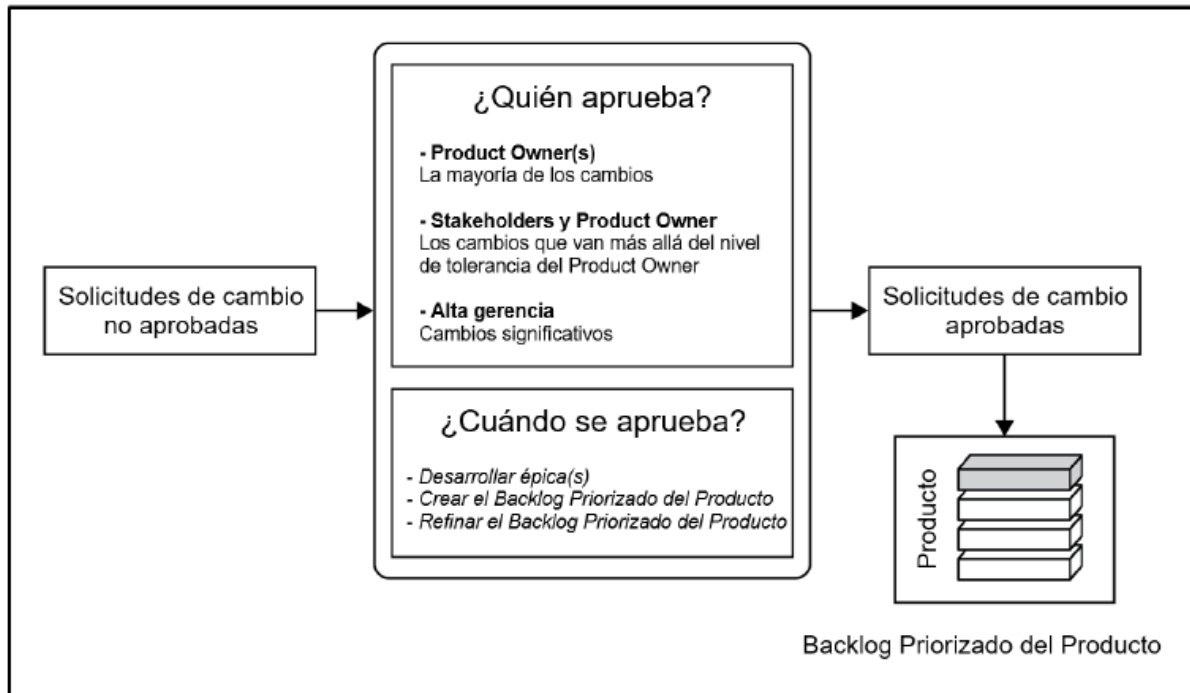 ¿Quién aprueba?
- Product Owner(s)
La mayoría de los cambios
- Stakeholders y Product Owner
Los cambios que van más allá del nivel
de tolerancia del Product Owner
- Alta gerencia
Cambios significativos
Solicitudes de cambio
no aprobadas
¿Cuándo se aprueba?
- Desarrollar épica(s)
- Crear el Backlog Priorizado del Producto
- Refinar el Backlog Priorizado del Producto
Solicitudes de cambio
aprobadas
Producto
Backlog Priorizado del Producto